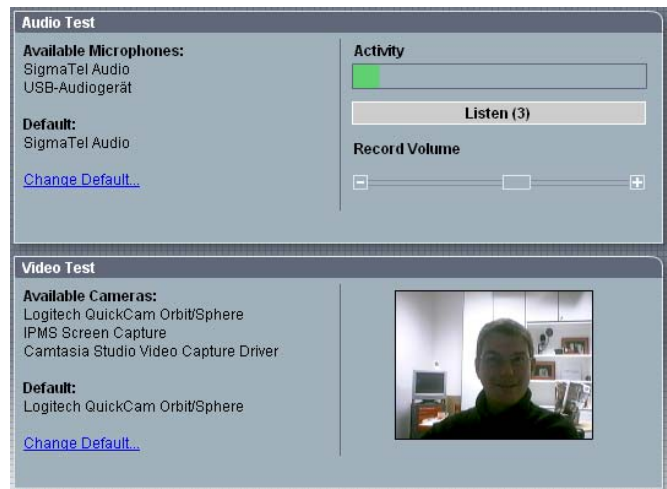 Audio Test
Available Microphones:
SigmaTel Audio
USB-Audiogerät
Default:
SigmaTel Audio
Change Default...
Activity
Listen (3)
Record Volume
Video Test
Available Cameras:
Logitech QuickCam Orbit/Sphere
IPMS Screen Capture
Camtasia Studio Video Capture Driver
Default:
Logitech QuickCam Orbit/Sphere
Change Default...